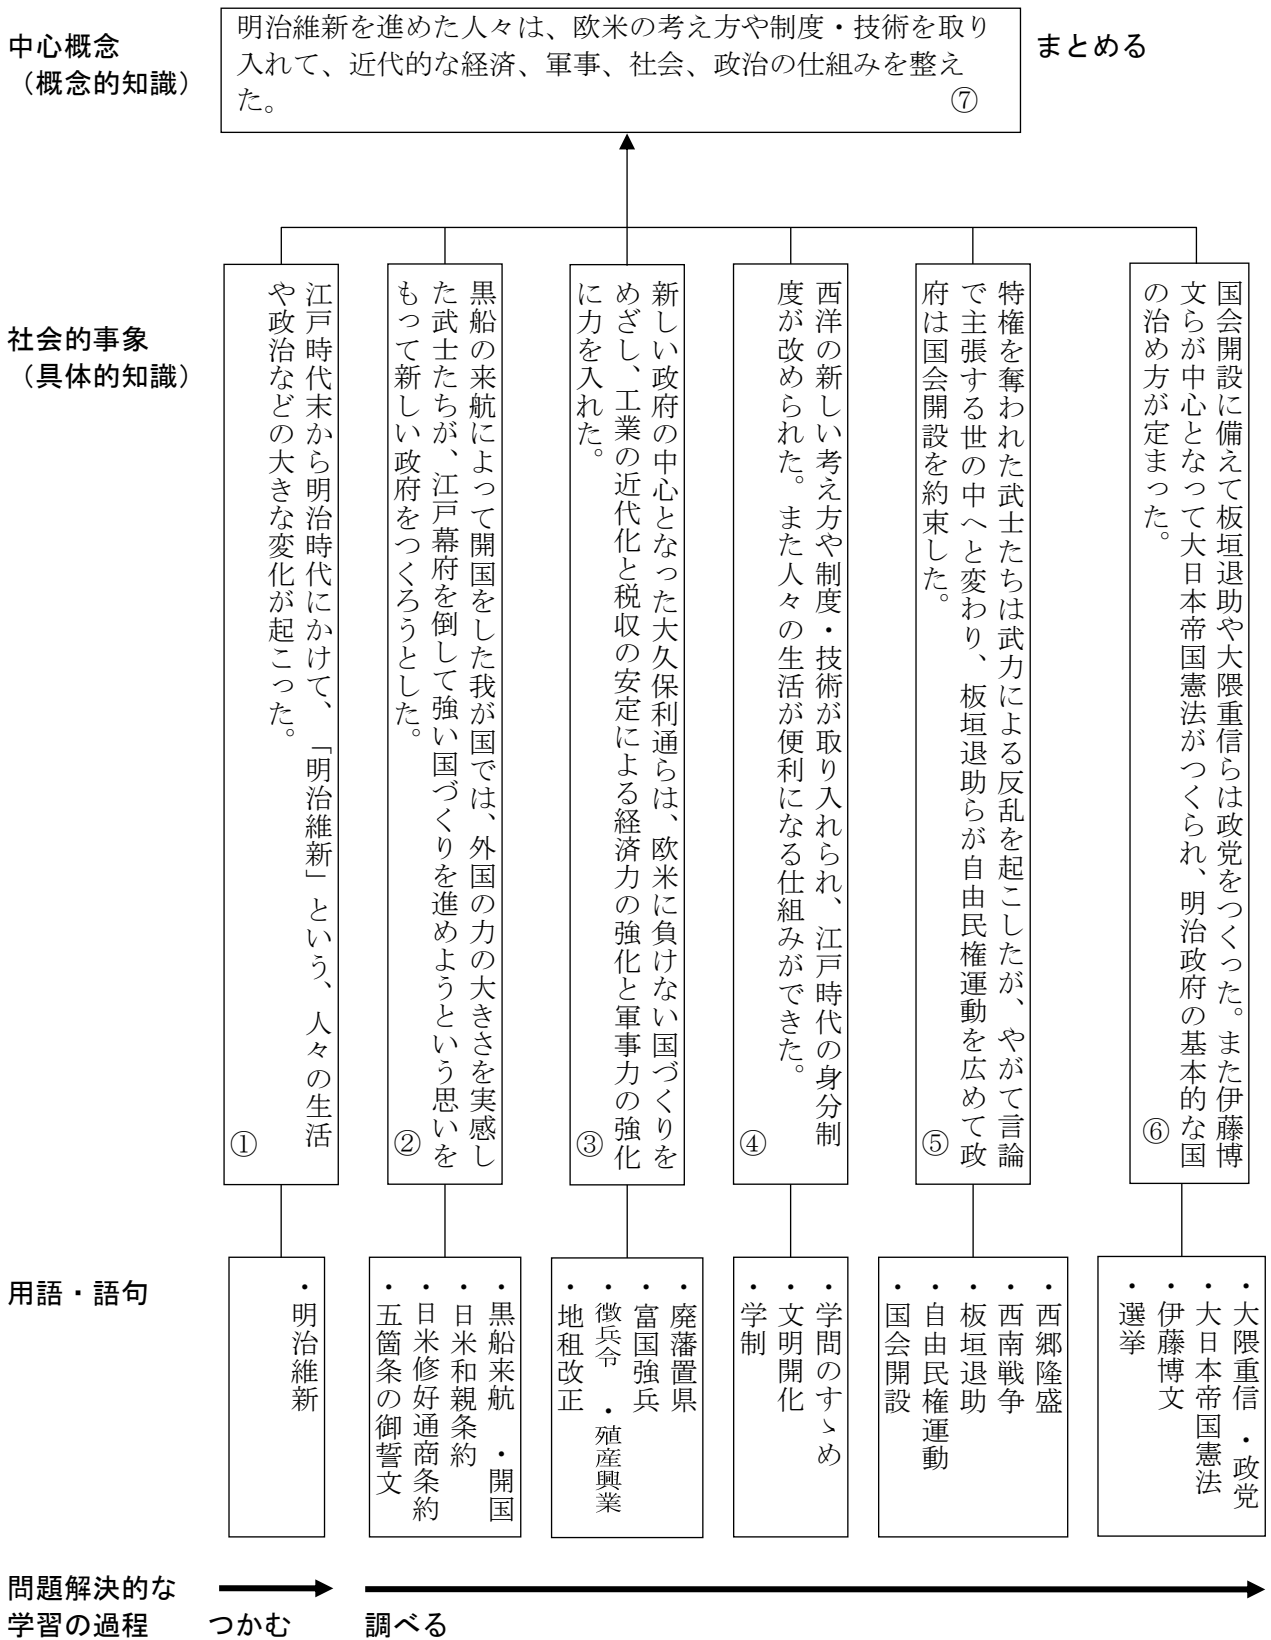 中心概念
（概念的知識）
明治維新を進めた人々は、欧米の考え方や制度・技術を取り
入れて、近代的な経済、軍事、社会、政治の仕組みを整え
た。
⑦
まとめる
社会的事象
（具体的知識）
江戸時代末から明治時代にかけて、「明治維新」という、人々の生活
や政治などの大きな変化が起こった。
①
黒船の来航によって開国をした我が国では、外国の力の大きさを実感し
た武士たちが、江戸幕府を倒して強い国づくりを進めようという思いを
もって新しい政府をつくろうとした。
②
新しい政府の中心となった大久保利通らは、欧米に負けない国づくりを
めざし、工業の近代化と税収の安定による経済力の強化と軍事力の強化
に力を入れた。
③
西洋の新しい考え方や制度・技術が取り入れられ、江戸時代の身分制
度が改められた。また人々の生活が便利になる仕組みができた。
④
特権を奪われた武士たちは武力による反乱を起こしたが、やがて言論
で主張する世の中へと変わり、板垣退助らが自由民権運動を広めて政
府は国会開設を約束した。
⑤
国会開設に備えて板垣退助や大隈重信らは政党をつくった。また伊藤博
文らが中心となって大日本帝国憲法がつくられ、明治政府の基本的な国
の治め方が定まった。
⑥
用語・語句
・明治維新
・黒船来航 ・開国
・日米和親条約
・日米修好通商条約
・五箇条の御誓文
・廃藩置県
・富国強兵
・徴兵令 ・殖産興業
・地租改正
・学問のすゝめ
・文明開化
・学制
・西郷隆盛
・西南戦争
・板垣退助
・自由民権運動
・国会開設
・大隈重信 ・政党
・大日本帝国憲法
・伊藤博文
・選挙
問題解決的な
学習の過程
つかむ
調べる